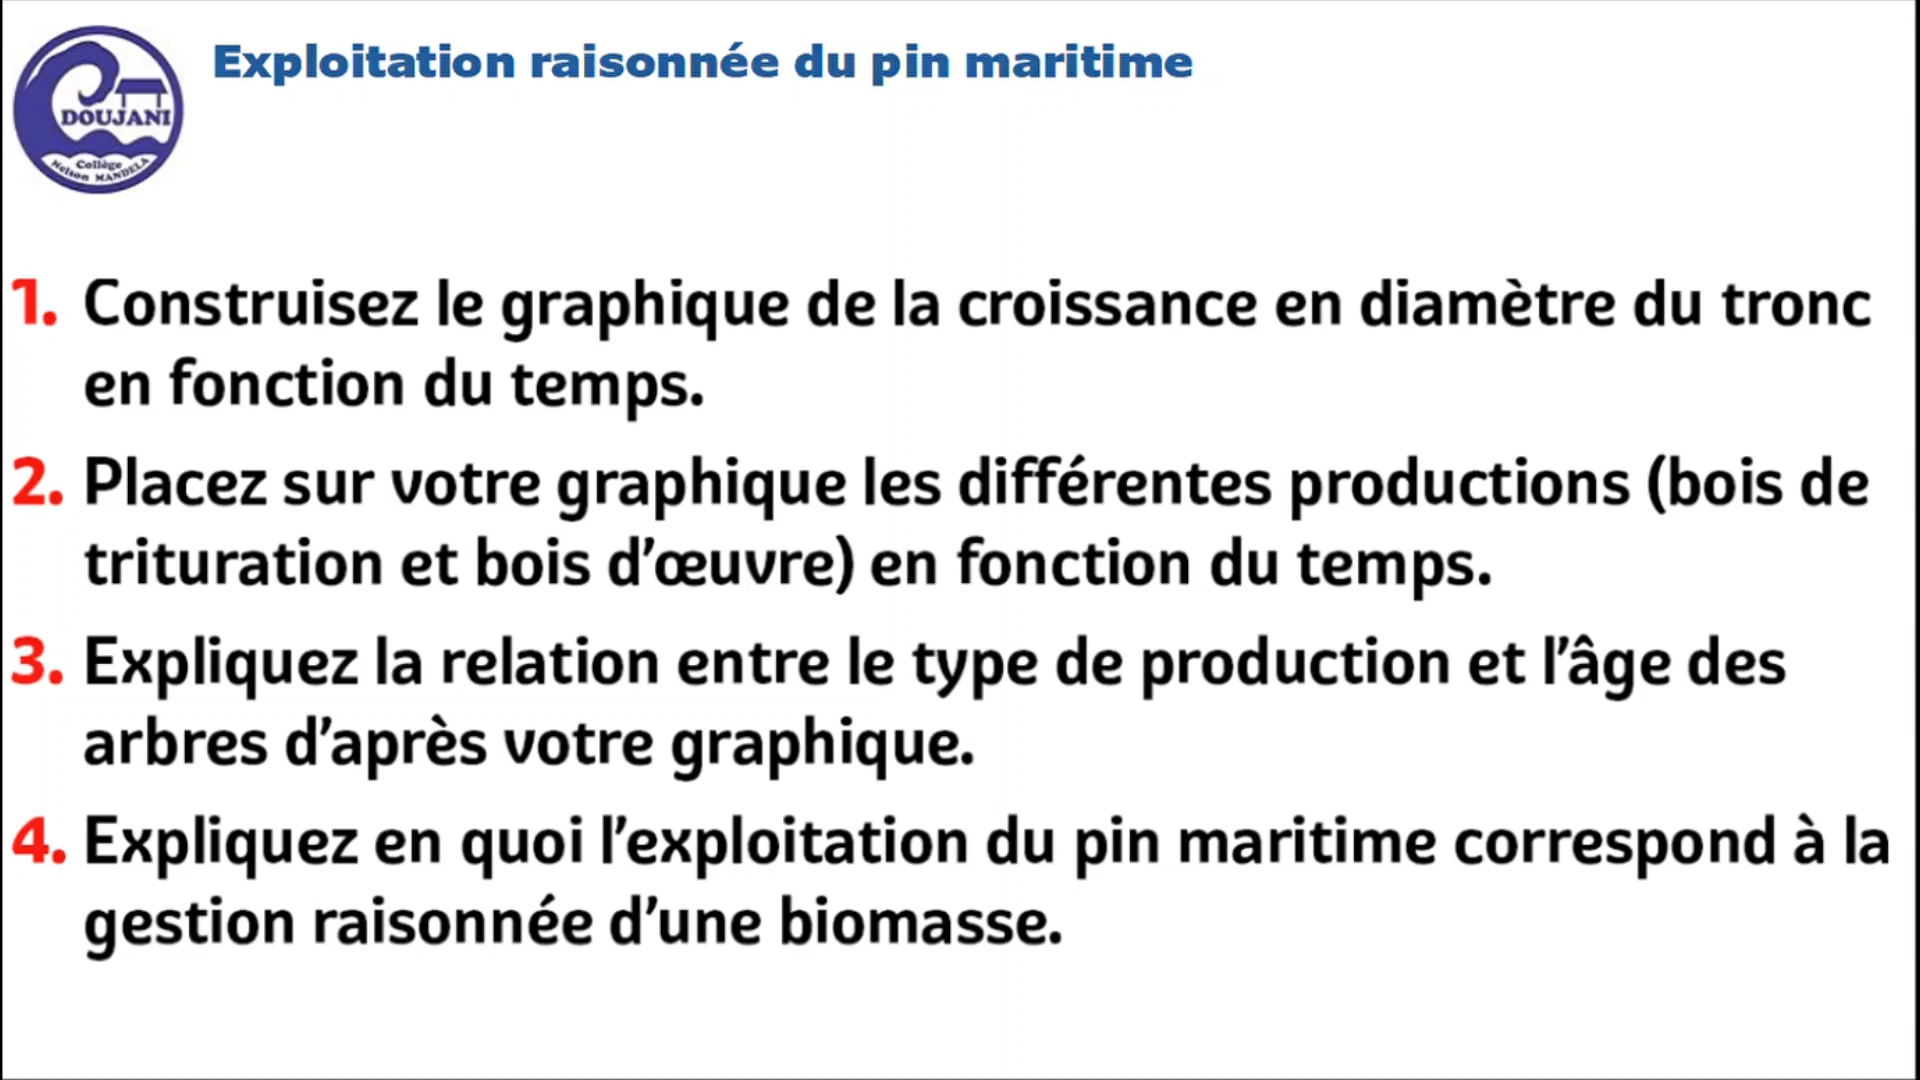 Exploitation raisonnée du pin maritime
DOUJANI
Collège
Nelson MANDELA
1. Construisez le graphique de la croissance en diamètre du tronc
en fonction du temps.
2. Placez sur votre graphique les différentes productions (bois de
trituration et bois d’œuvre) en fonction du temps.
3. Expliquez la relation entre le type de production et l’âge des
arbres d’après votre graphique.
4. Expliquez en quoi l’exploitation du pin maritime correspond à la
gestion raisonnée d’une biomasse.